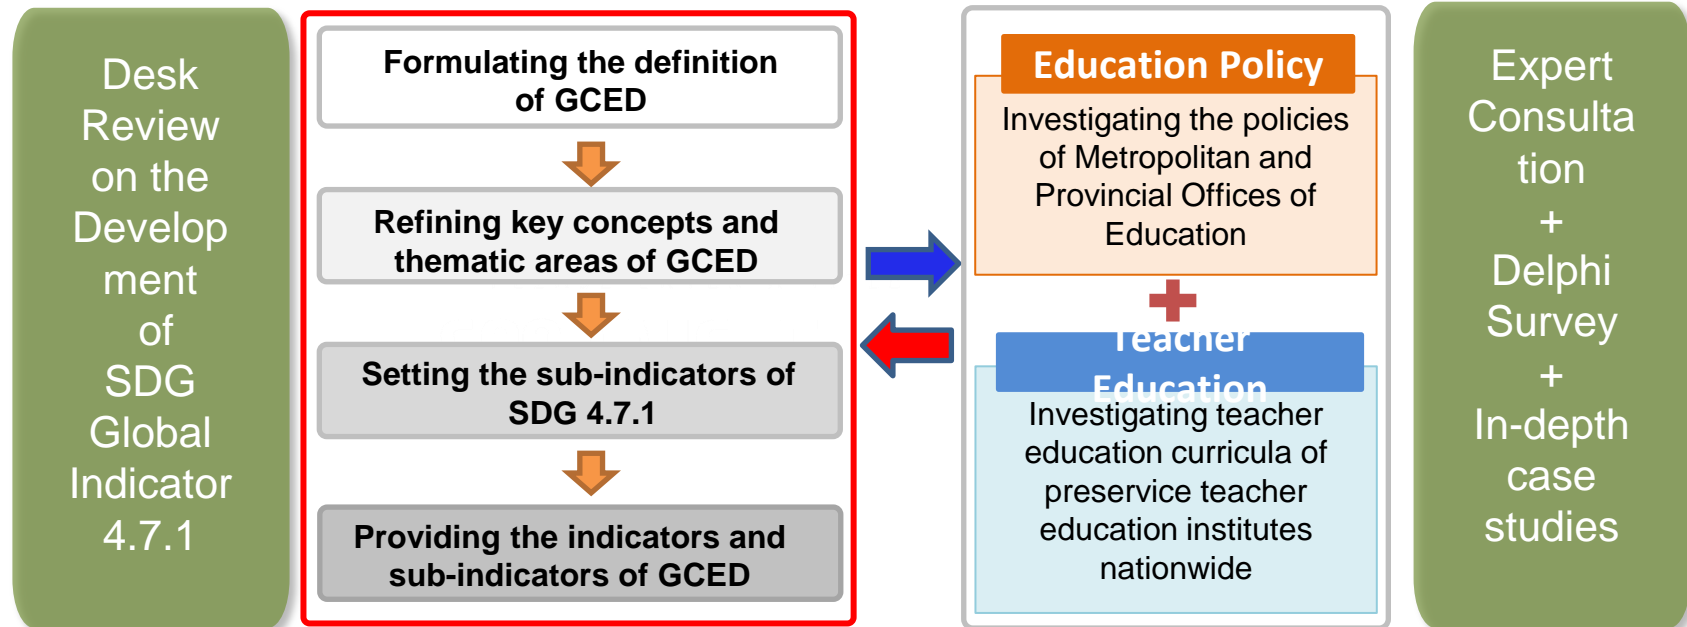 Desk
Review
on the
Develop
ment
of
SDG
Global
Indicator
4.7.1
Formulating the definition
of GCED
Refining key concepts and
thematic areas of GCED
Setting the sub-indicators of
SDG 4.7.1
Providing the indicators and
sub-indicators of GCED
Education Policy
Investigating the policies
of Metropolitan and
Provincial Offices of
Education
Teacher
Education
Investigating teacher
education curricula of
preservice teacher
education institutes
nationwide
Expert
Consulta
tion
+
Delphi
Survey
+
In-depth
case
studies